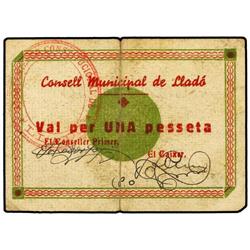 Consell Municipal de Lladó
Val per UNA pesseta
El Conseller Primer,
El Caixer,